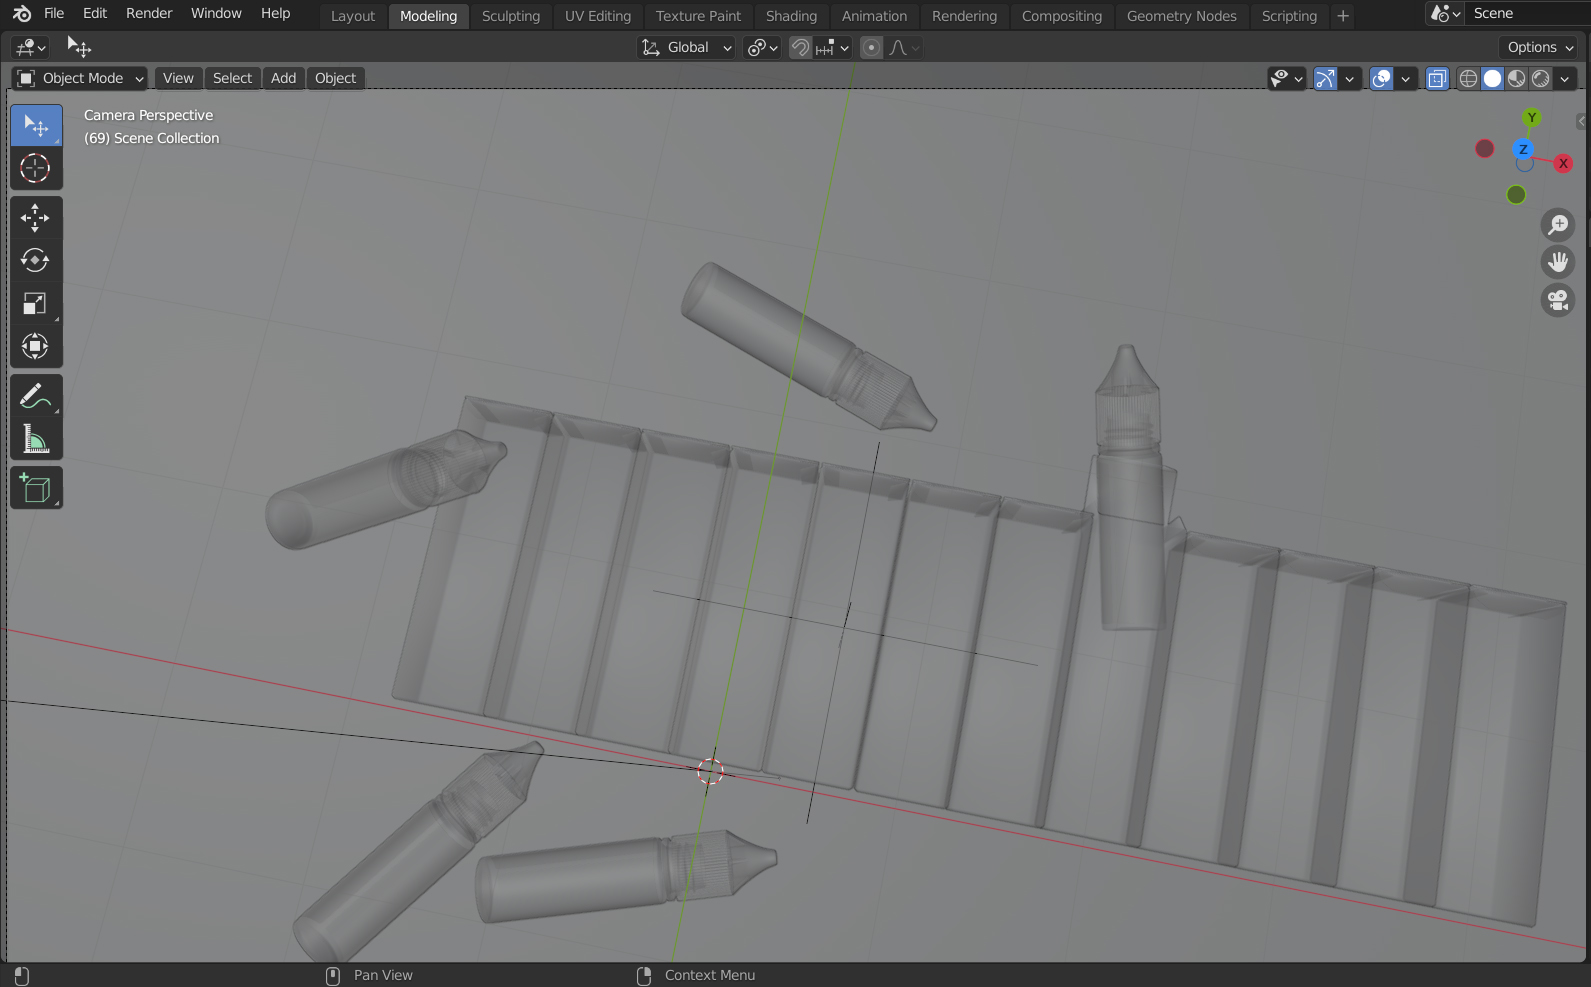 File Edit Render Window Help Layout Modeling Sculpting UV Editing Texture Paint Shading Animation Rendering Compositing Geometry Nodes Scripting + Scene
Global Options
Object Mode View Select Add Object
Camera Perspective
(69) Scene Collection
Y
Z
X
Pan View Context Menu